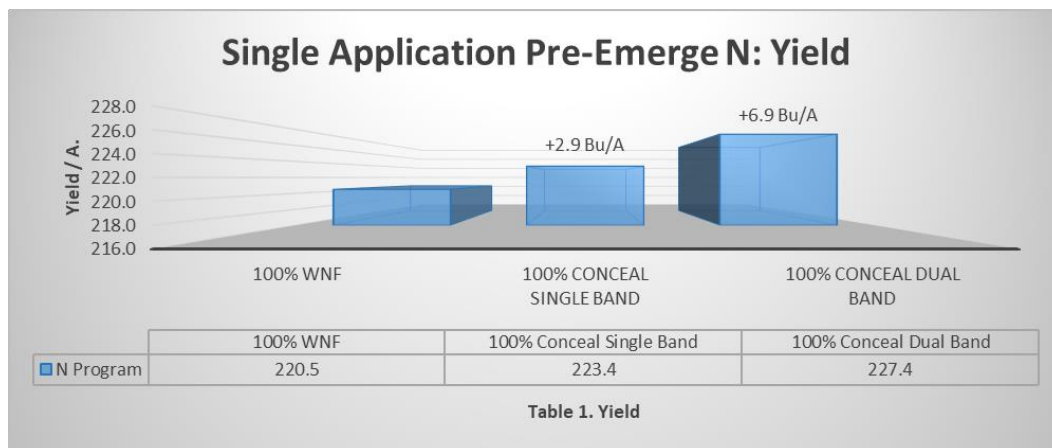 Single Application Pre-Emerge N: Yield
228.0
226.0
224.0
222.0
220.0
218.0
216.0
Yield / A.
+2.9 Bu/A
+6.9 Bu/A
100% WNF
100% CONCEAL
SINGLE BAND
100% CONCEAL DUAL
BAND
100% WNF 100% Conceal Single Band 100% Conceal Dual Band
N Program 220.5 223.4 227.4
Table 1. Yield